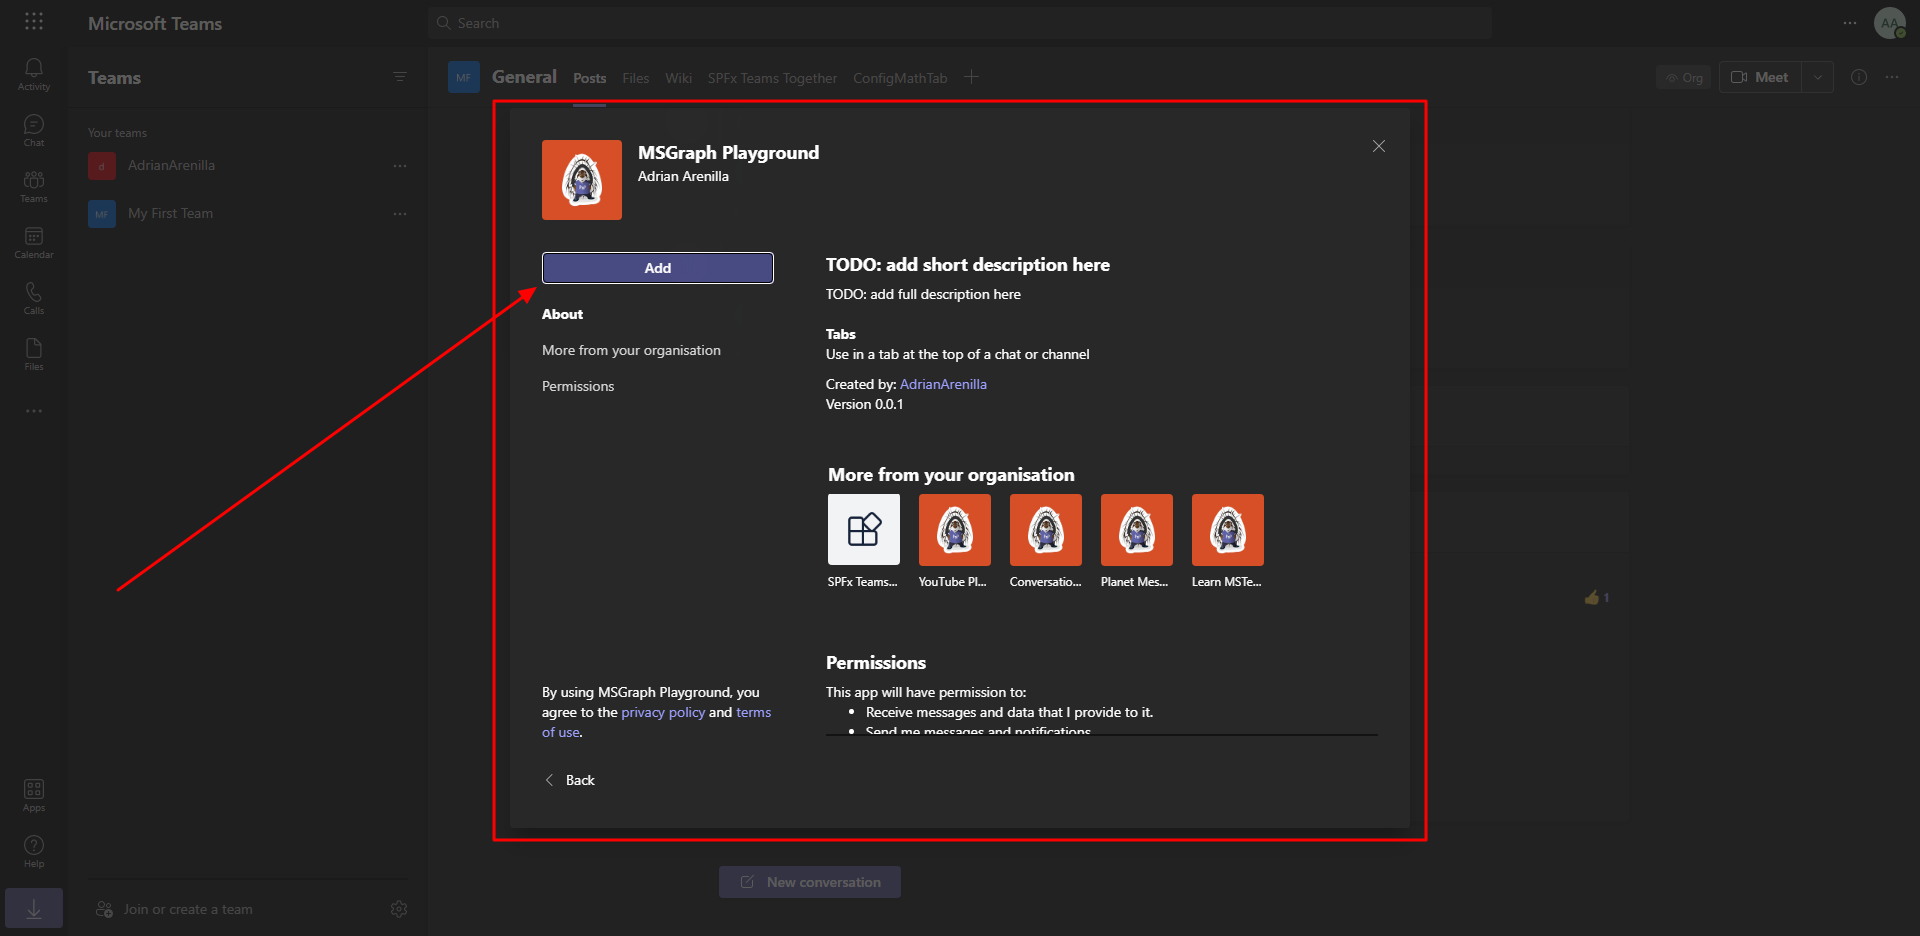 Microsoft Teams
Search
AA
Activity
Chat
Teams
Calendar
Calls
Files
Apps
Help
Teams
Your teams
d AdrianArenilla
MF My First Team
Join or create a team
MF General Posts Files Wiki SPFx Teams Together ConfigMathTab
Org Meet
MSGraph Playground
Adrian Arenilla
Add
About
More from your organisation
Permissions
By using MSGraph Playground, you
agree to the privacy policy and terms
of use.
Back
TODO: add short description here
TODO: add full description here
Tabs
Use in a tab at the top of a chat or channel
Created by: AdrianArenilla
Version 0.0.1
More from your organisation
SPFx Teams... YouTube Pl... Conversatio... Planet Mes... Learn MSTe...
Permissions
This app will have permission to:
• Receive messages and data that I provide to it.
• Send me messages and notifications
1
New conversation